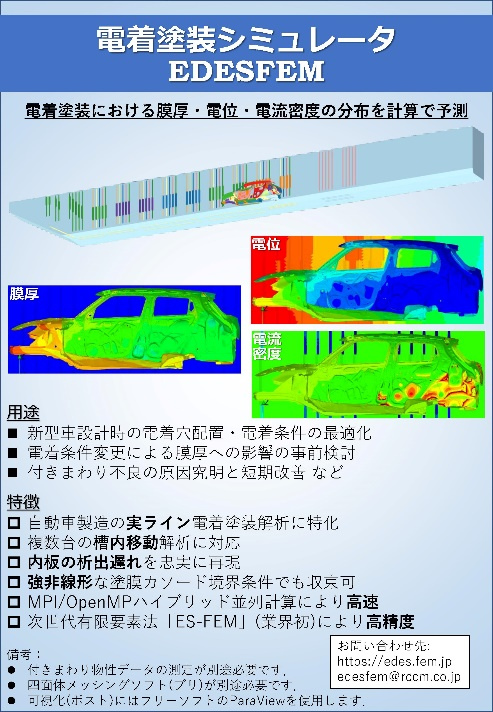 電着塗装シミュレータ
EDESFEM
電着塗装における膜厚・電位・電流密度の分布を計算で予測
電位
膜厚
電流
密度
用途
■ 新型車設計時の電着穴配置・電着条件の最適化
■ 電着条件変更による膜厚への影響の事前検討
■ 付きまわり不良の原因究明と短期改善 など
特徴
□ 自動車製造の実ライン電着塗装解析に特化
□ 複数台の槽内移動解析に対応
□ 内板の析出遅れを忠実に再現
□ 強非線形な塗膜カソード境界条件でも収束可
□ MPI/OpenMPハイブリッド並列計算により高速
□ 次世代有限要素法「ES-FEM」(業界初)により高精度
備考:
● 付きまわり物性データの測定が別途必要です.
● 四面体メッシングソフト(プリ)が別途必要です.
● 可視化(ポスト)にはフリーソフトのParaViewを使用します.
お問い合わせ先:
https://edes.fem.jp
edesfem@rccm.co.jp